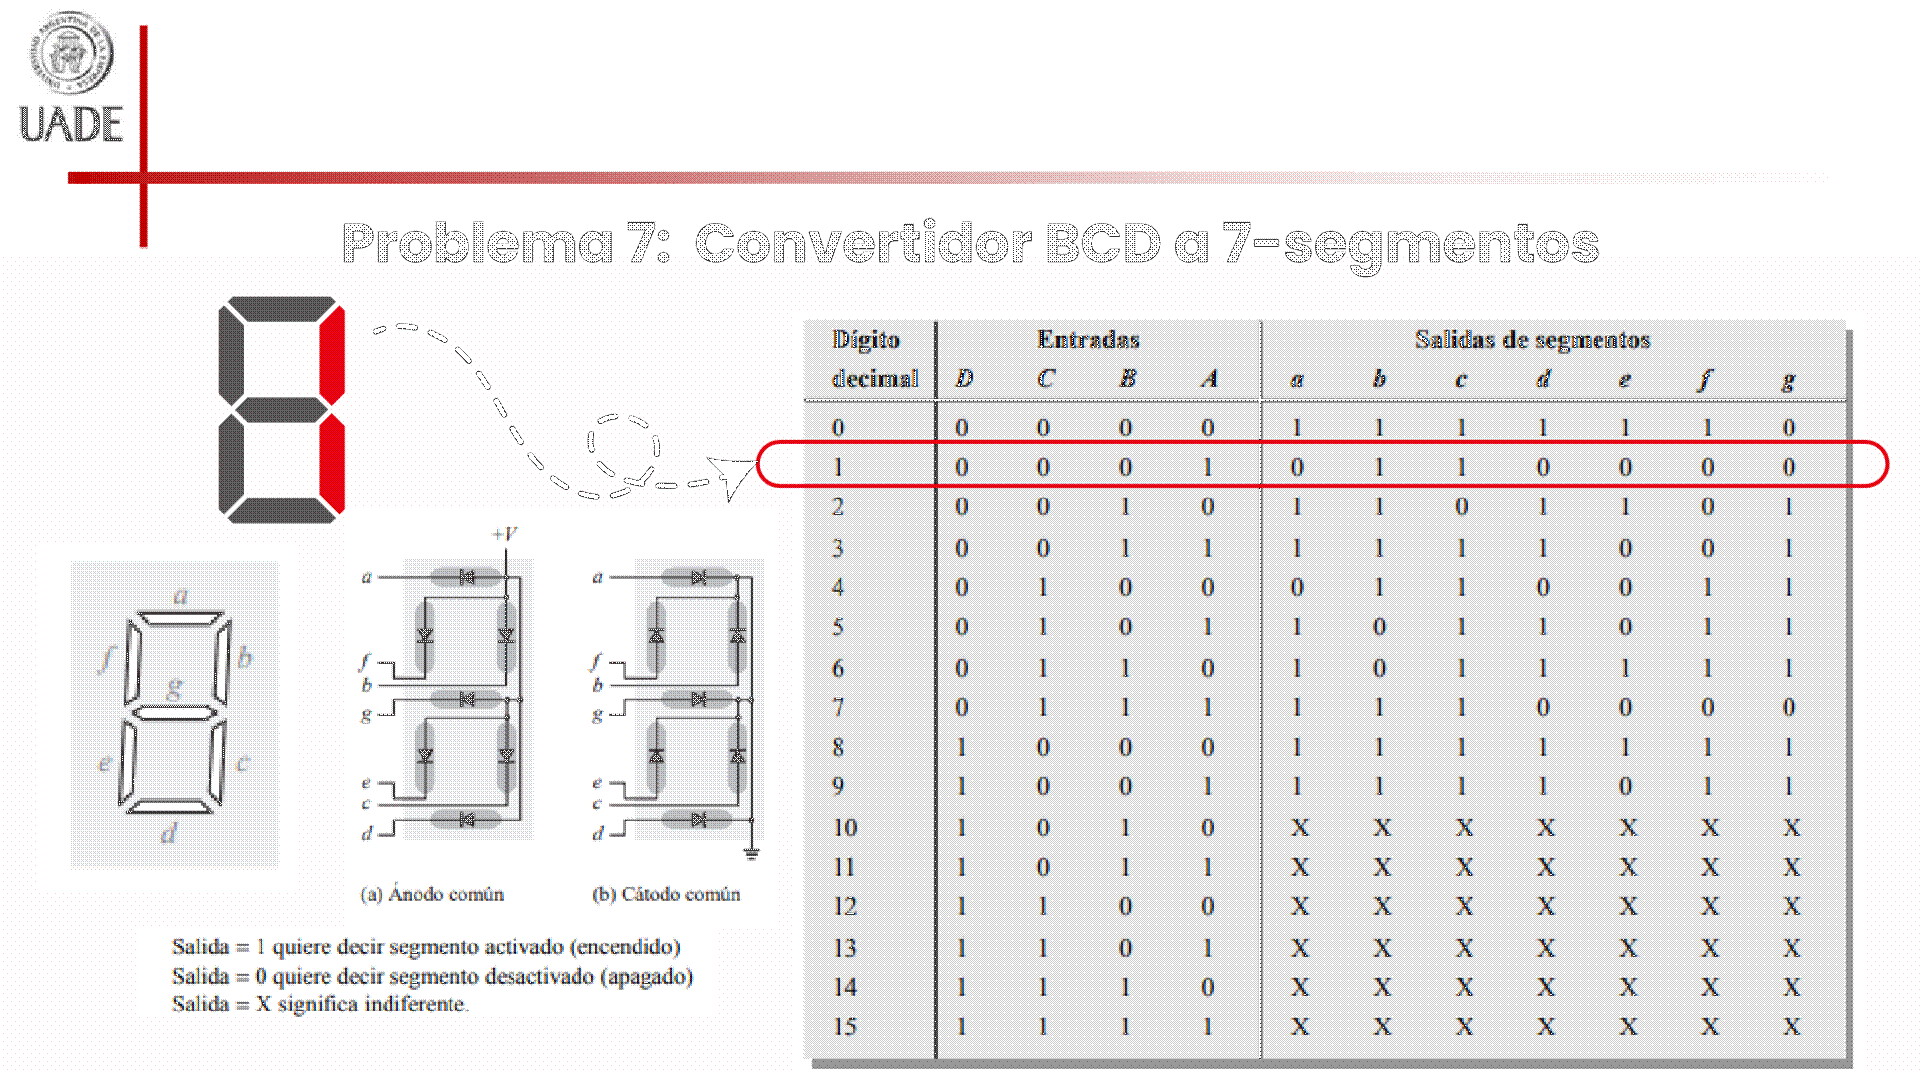 UADE
Problema 7: Convertidor BCD a 7-segmentos
Dígito Entradas Salidas de segmentos
decimal D C B A a b c d e f g
0 0 0 0 0 1 1 1 1 1 1 0
1 0 0 0 1 0 1 1 0 0 0 0
2 0 0 1 0 1 1 0 1 1 0 1
3 0 0 1 1 1 1 1 1 0 0 1
4 0 1 0 0 0 1 1 0 0 1 1
5 0 1 0 1 1 0 1 1 0 1 1
6 0 1 1 0 1 0 1 1 1 1 1
7 0 1 1 1 1 1 1 0 0 0 0
8 1 0 0 0 1 1 1 1 1 1 1
9 1 0 0 1 1 1 1 1 0 1 1
10 1 0 1 0 X X X X X X X
11 1 0 1 1 X X X X X X X
12 1 1 0 0 X X X X X X X
13 1 1 0 1 X X X X X X X
14 1 1 1 0 X X X X X X X
15 1 1 1 1 X X X X X X X
a
f b
g
e c
d
+V
a
f
b
g
e
c
d
(a) Ánodo común
a
f
b
g
e
c
d
(b) Cátodo común
Salida = 1 quiere decir segmento activado (encendido)
Salida = 0 quiere decir segmento desactivado (apagado)
Salida = X significa indiferente.